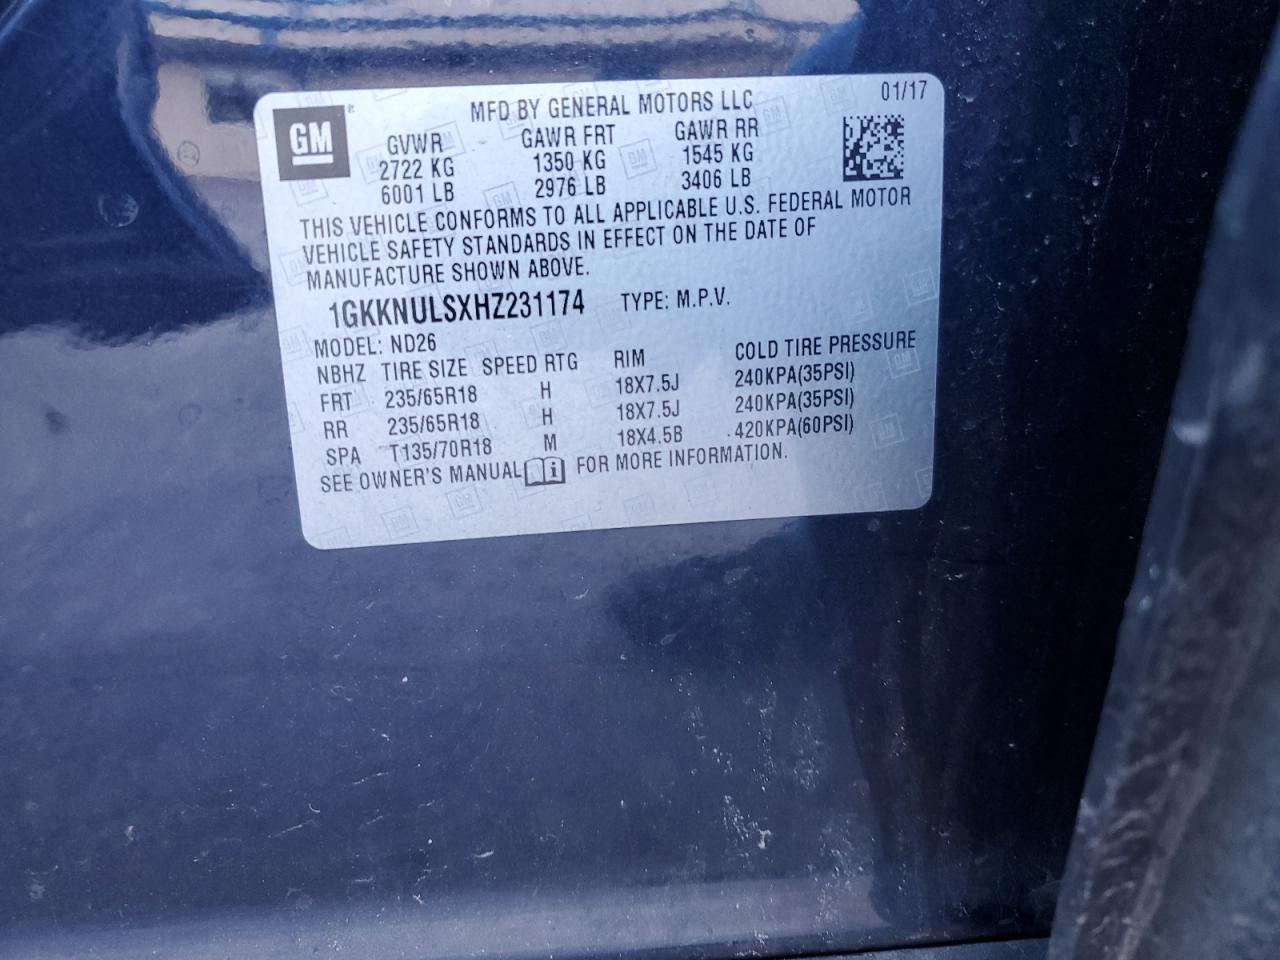 MFD BY GENERAL MOTORS LLC 01/17
GM
GVWR GAWR FRT GAWR RR
2722 KG 1350 KG 1545 KG
6001 LB 2976 LB 3406 LB
THIS VEHICLE CONFORMS TO ALL APPLICABLE U.S. FEDERAL MOTOR
VEHICLE SAFETY STANDARDS IN EFFECT ON THE DATE OF
MANUFACTURE SHOWN ABOVE.
1GKKNULSXHZ231174 TYPE: M.P.V.
MODEL: ND26
NBHZ TIRE SIZE SPEED RTG RIM COLD TIRE PRESSURE
FRT 235/65R18 H 18X7.5J 240KPA(35PSI)
RR 235/65R18 H 18X7.5J 240KPA(35PSI)
SPA T135/70R18 M 18X4.5B 420KPA(60PSI)
SEE OWNER'S MANUAL i FOR MORE INFORMATION.